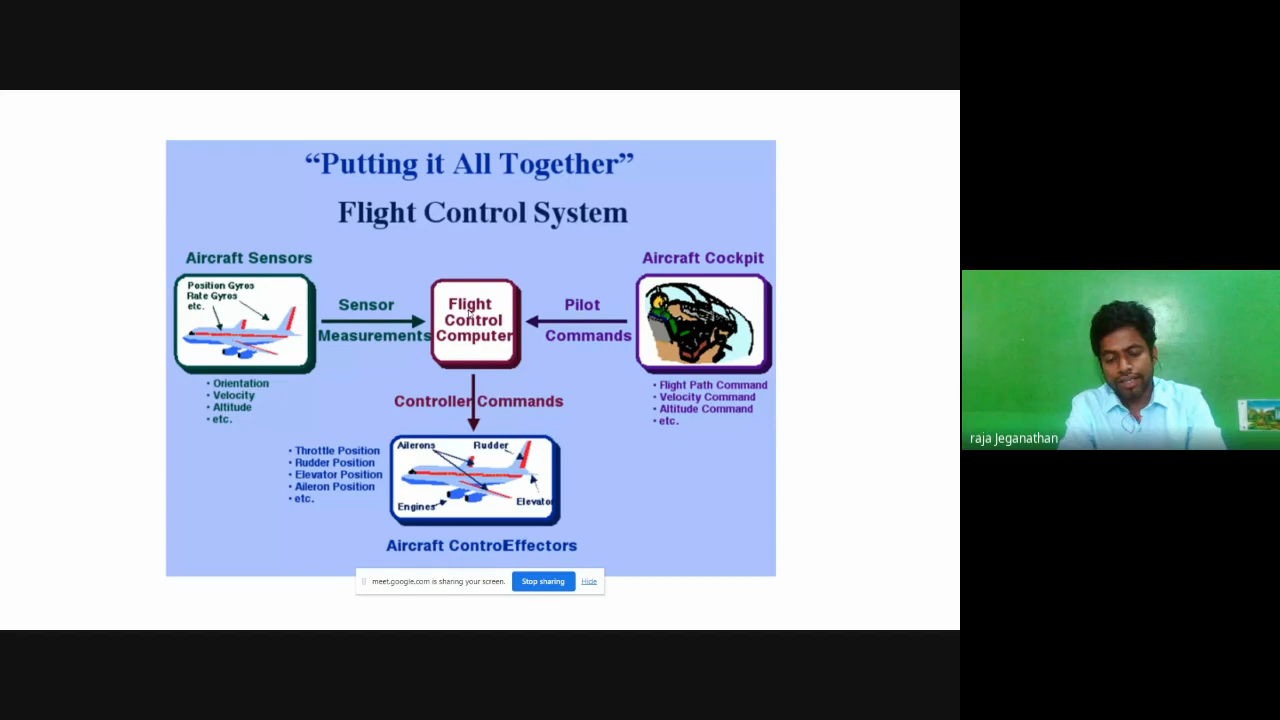 “Putting it All Together”
Flight Control System
Aircraft Sensors
Position Gyros
Rate Gyros
etc.
• Orientation
• Velocity
• Altitude
• etc.
Sensor
Measurements
Flight
Control
Computer
Pilot
Commands
Aircraft Cockpit
• Flight Path Command
• Velocity Command
• Altitude Command
• etc.
Controller Commands
• Throttle Position
• Rudder Position
• Elevator Position
• Aileron Position
• etc.
Ailerons
Rudder
Engines
Elevator
Aircraft Control Effectors
meet.google.com is sharing your screen.
Stop sharing
Hide
raja Jeganathan